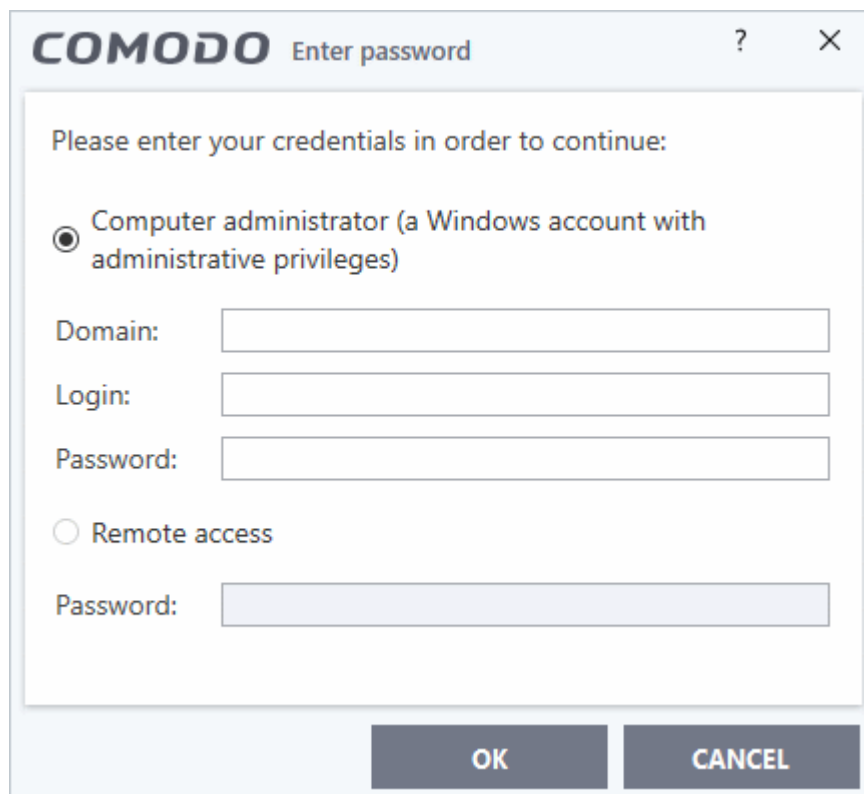 COMODO Enter password ?
Please enter your credentials in order to continue:
Computer administrator (a Windows account with
administrative privileges)
Domain:
Login:
Password:
Remote access
Password:
OK CANCEL